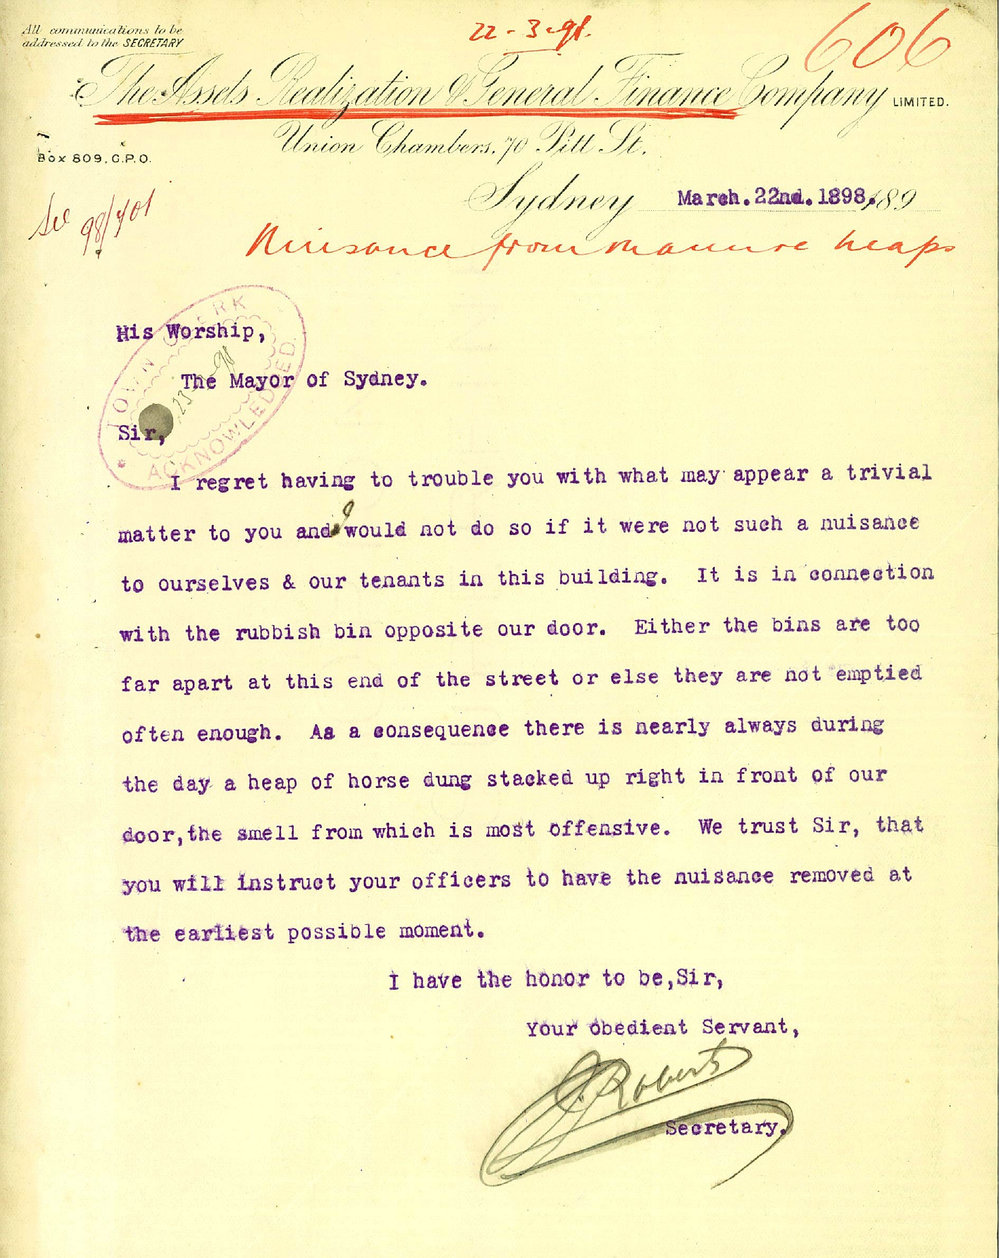 All communications to be
addressed to the SECRETARY
22-3-98.
606
The Assets Realization & General Finance Company LIMITED.
Union Chambers, 70 Pitt St.
Box 809, G.P.O.
Sydney March.22nd.1898. 189
98/701
Nuisance from manure heaps
TOWN CLERK
23
98
ACKNOWLEDGED
His Worship,
The Mayor of Sydney.
Sir,
I regret having to trouble you with what may appear a trivial
matter to you and I would not do so if it were not such a nuisance
to ourselves & our tenants in this building. It is in connection
with the rubbish bin opposite our door. Either the bins are too
far apart at this end of the street or else they are not emptied
often enough. As a consequence there is nearly always during
the day a heap of horse dung stacked up right in front of our
door,the smell from which is most offensive. We trust Sir, that
you will instruct your officers to have the nuisance removed at
the earliest possible moment.
I have the honor to be,Sir,
Your obedient Servant,
Roberts
Secretary.